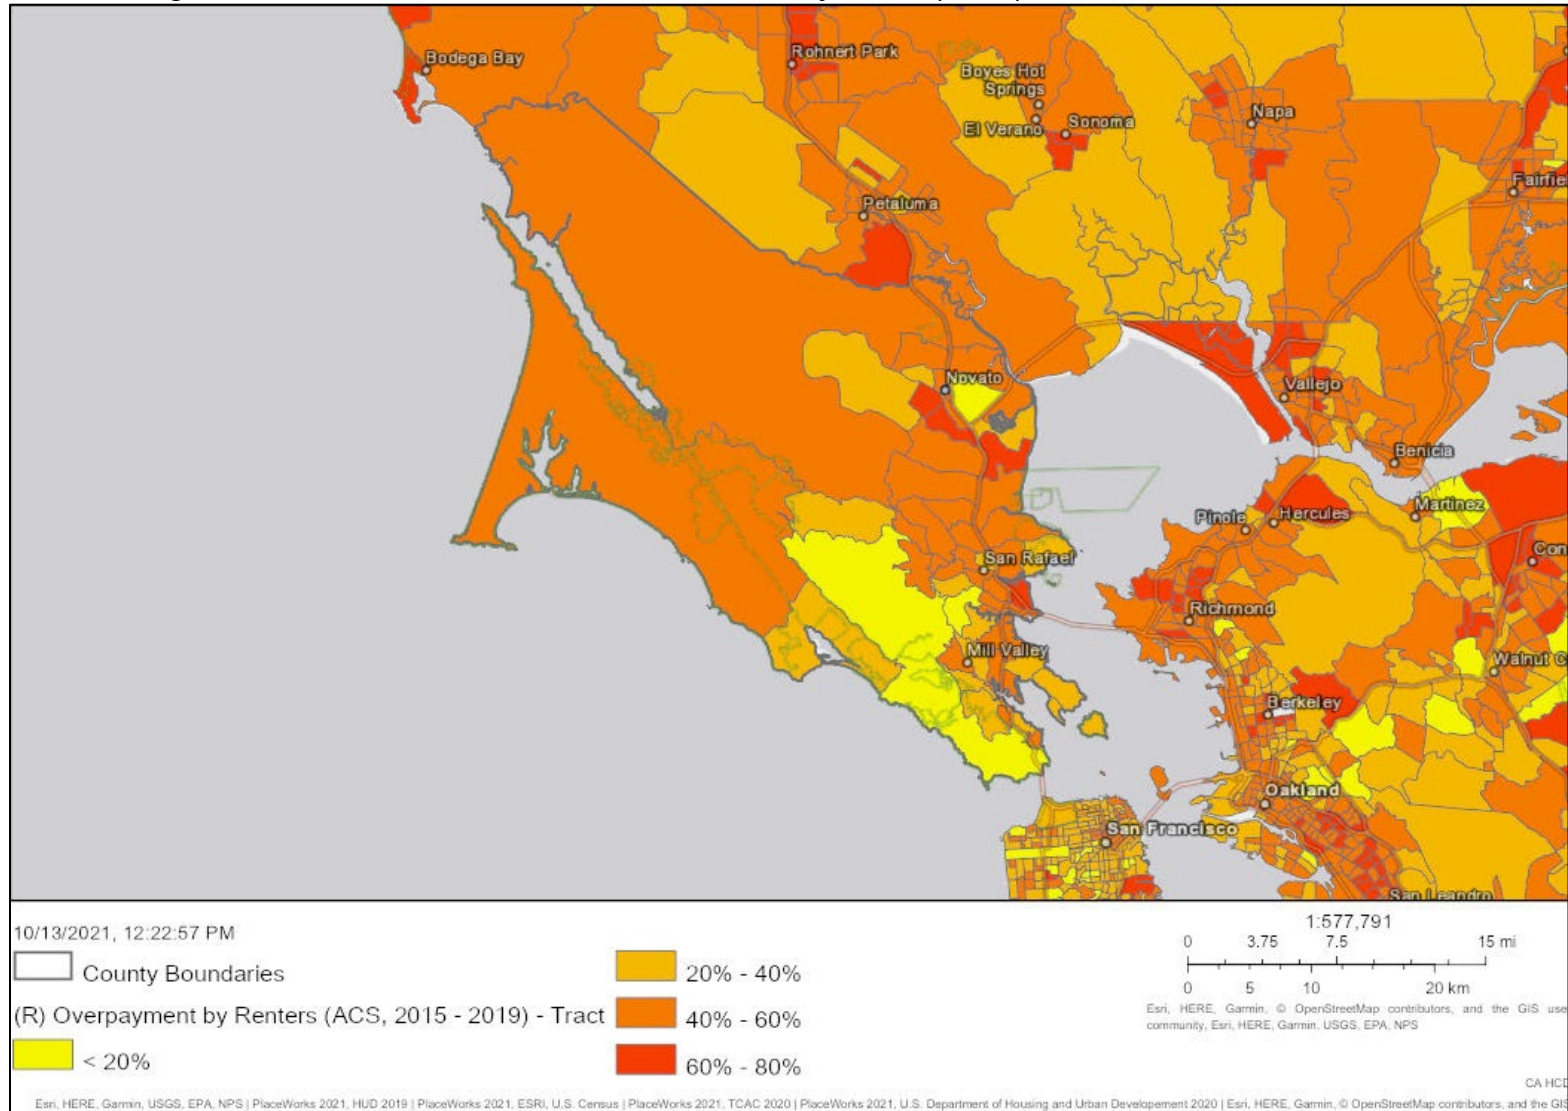 Bodega Bay
Rohnert Park
Boyes Hot
Springs
El Verano
Sonoma
Napa
Fairfie
Petaluma
Novato
Vallejo
Benicia
Martinez
Pinole
Hercules
Con
San Rafael
Richmond
Mill Valley
Walnut C
Berkeley
Oakland
San Francisco
San Leandro
10/13/2021, 12:22:57 PM
County Boundaries
(R) Overpayment by Renters (ACS, 2015 - 2019) - Tract
< 20%
20% - 40%
40% - 60%
60% - 80%
1:577,791
0 3.75 7.5 15 mi
0 5 10 20 km
Esri, HERE, Garmin, © OpenStreetMap contributors, and the GIS use
community, Esri, HERE, Garmin, USGS, EPA, NPS
CA HCD
Esri, HERE, Garmin, USGS, EPA, NPS | PlaceWorks 2021, HUD 2019 | PlaceWorks 2021, ESRI, U.S. Census | PlaceWorks 2021, TCAC 2020 | PlaceWorks 2021, U.S. Department of Housing and Urban Developement 2020 | Esri, HERE, Garmin, © OpenStreetMap contributors, and the GIS